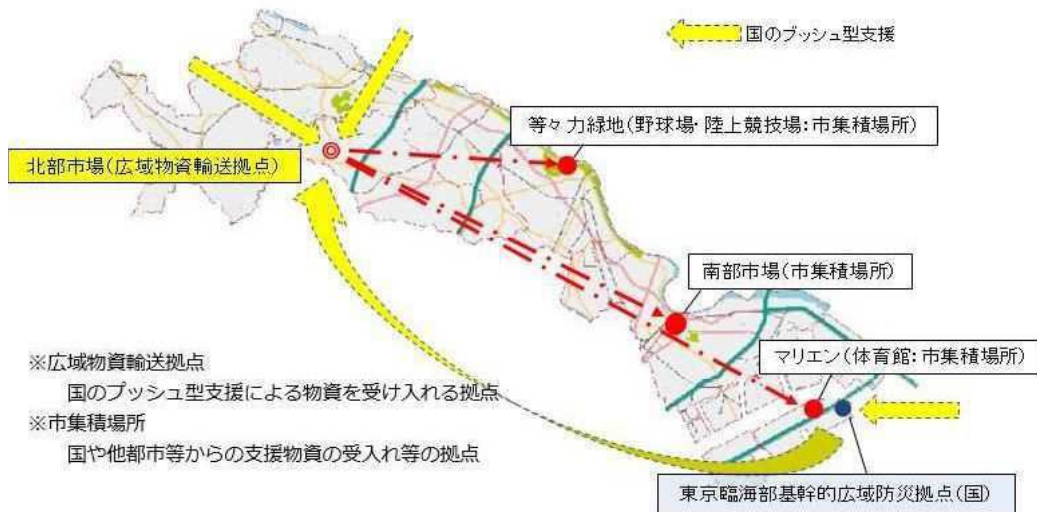 国のプッシュ型支援
等々力緑地(野球場・陸上競技場:市集積場所)
北部市場(広域物資輸送拠点)
南部市場(市集積場所)
マリエン(体育館:市集積場所)
※広域物資輸送拠点
国のプッシュ型支援による物資を受け入れる拠点
※市集積場所
国や他都市等からの支援物資の受入れ等の拠点
東京臨海部基幹的広域防災拠点(国)